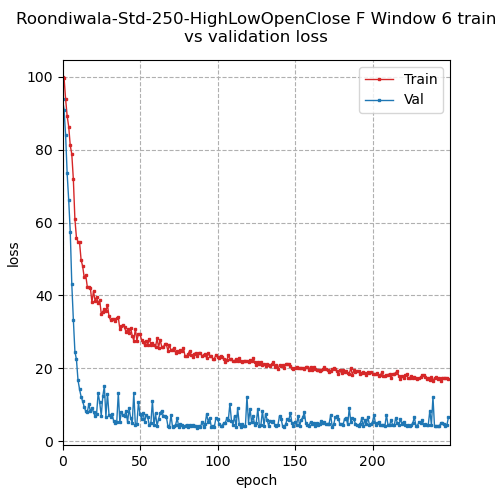 Roondiwala-Std-250-HighLowOpenClose F Window 6 train
vs validation loss
Train
Val
100
80
60
40
20
0
loss
0 50 100 150 200
epoch